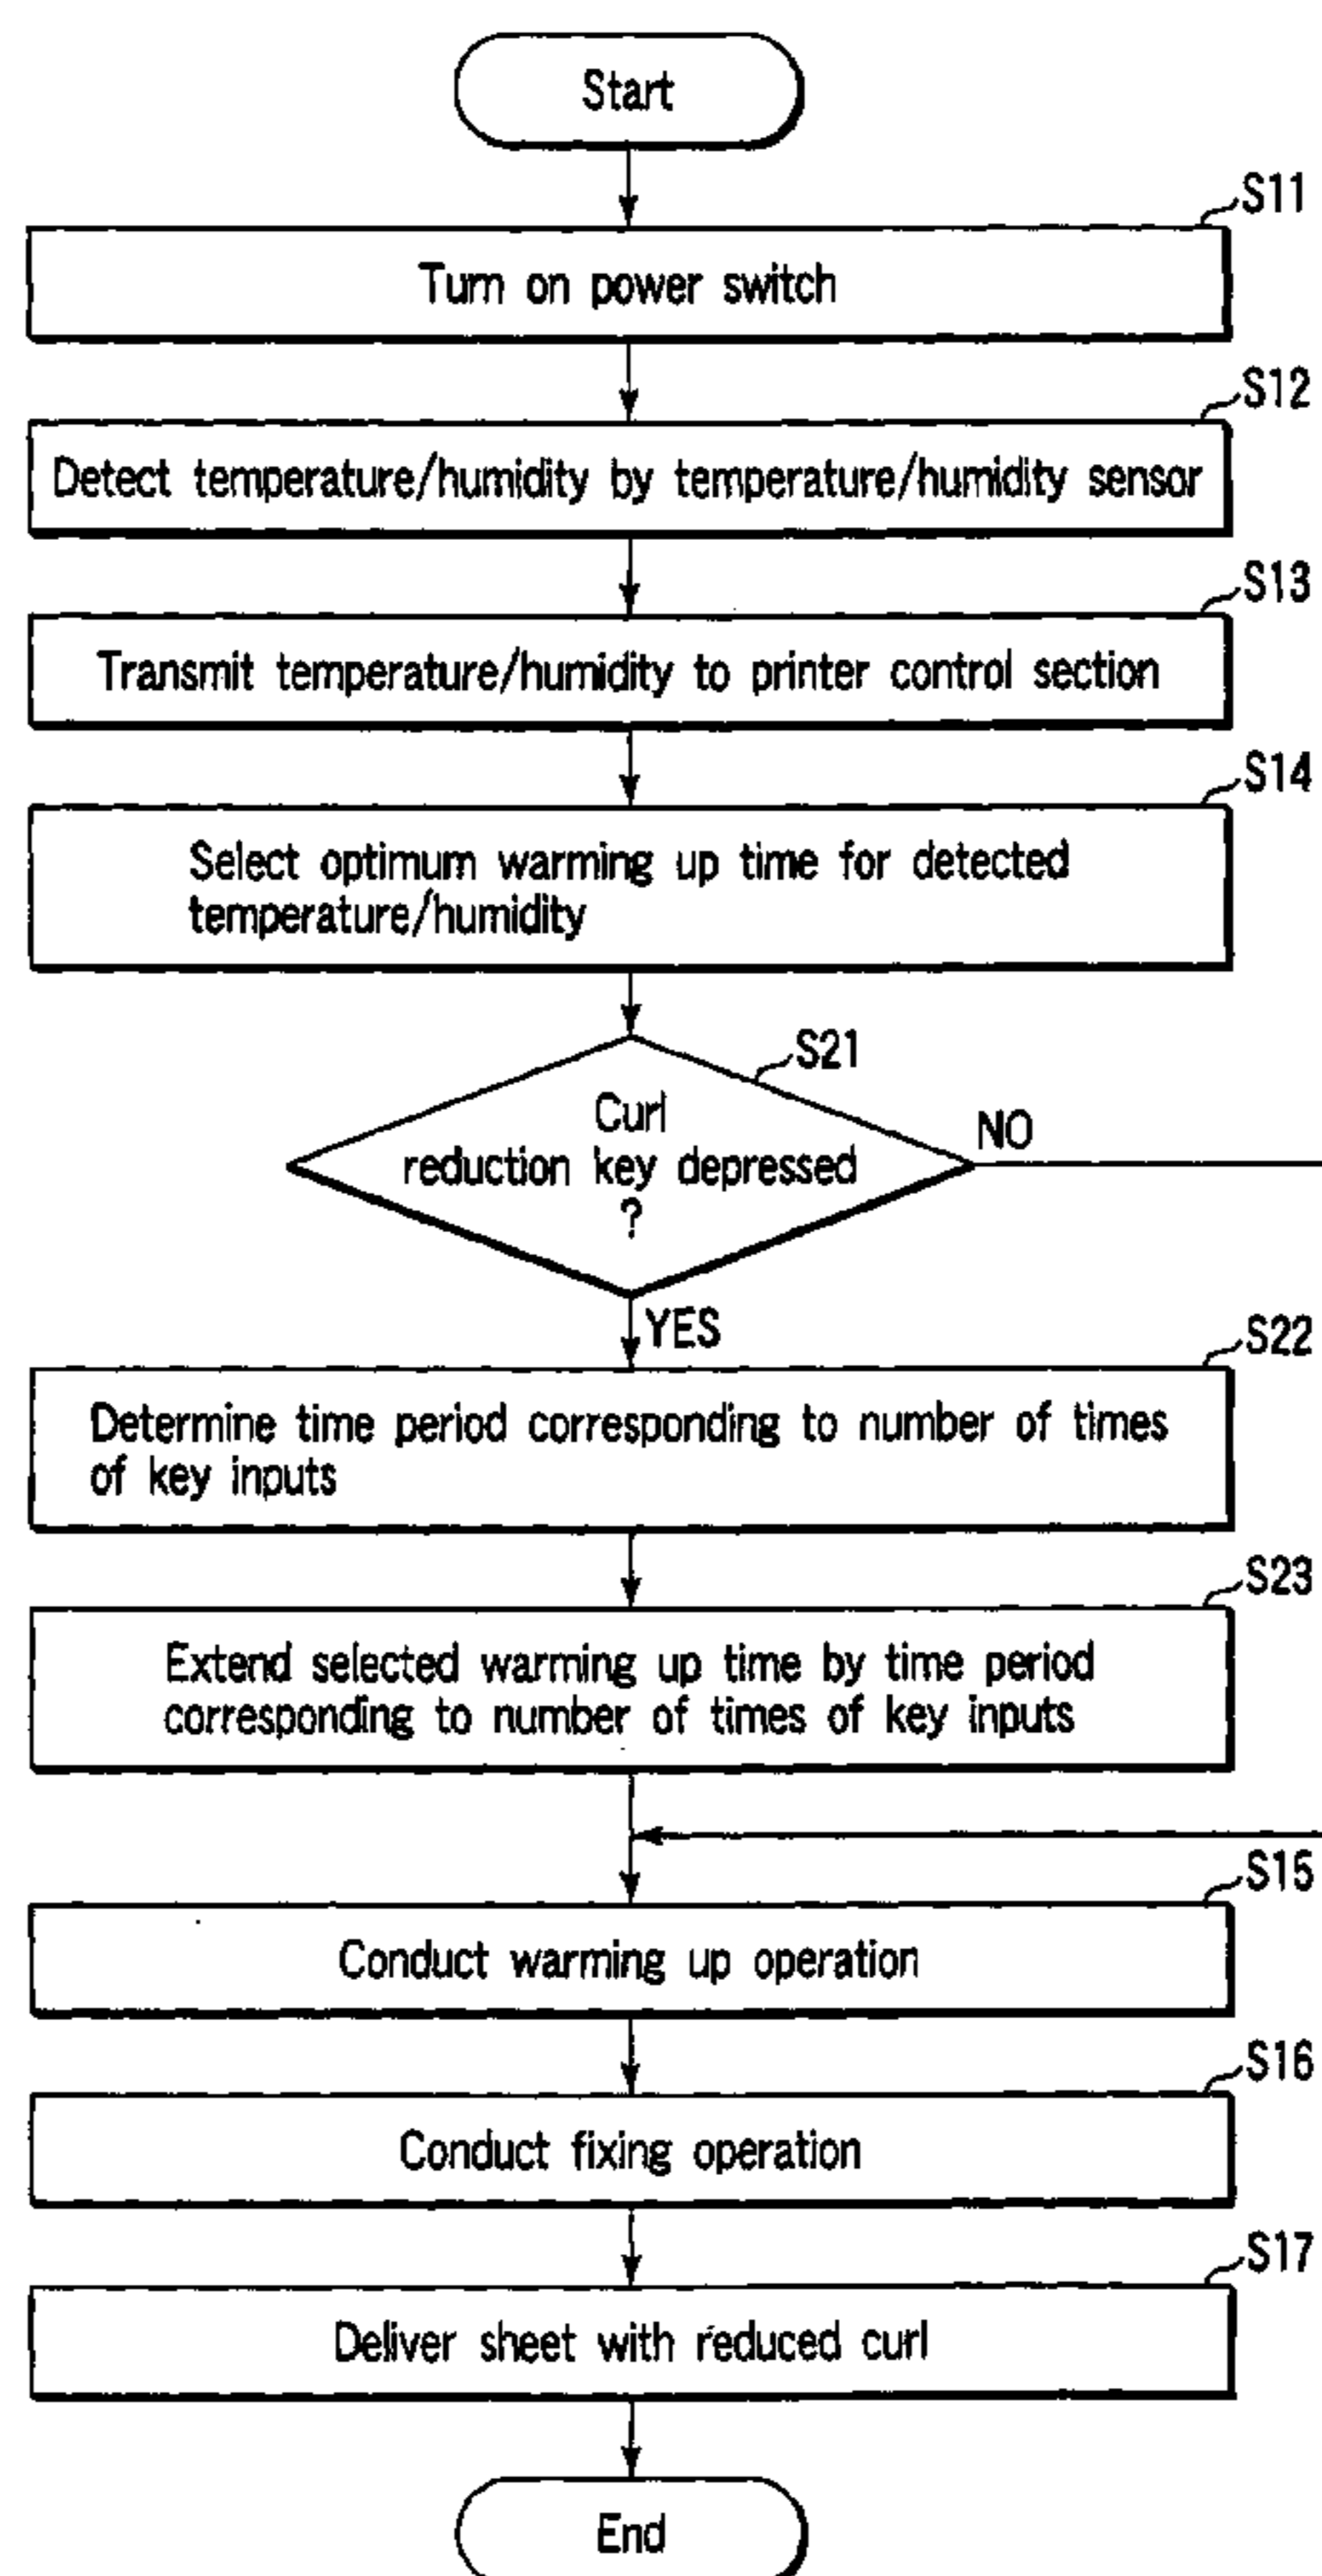 Start
S11
Turn on power switch
S12
Detect temperature/humidity by temperature/humidity sensor
S13
Transmit temperature/humidity to printer control section
S14
Select optimum warming up time for detected
temperature/humidity
S21
Curl
reduction key depressed
?
NO
YES
S22
Determine time period corresponding to number of times
of key inputs
S23
Extend selected warming up time by time period
corresponding to number of times of key inputs
S15
Conduct warming up operation
S16
Conduct fixing operation
S17
Deliver sheet with reduced curl
End